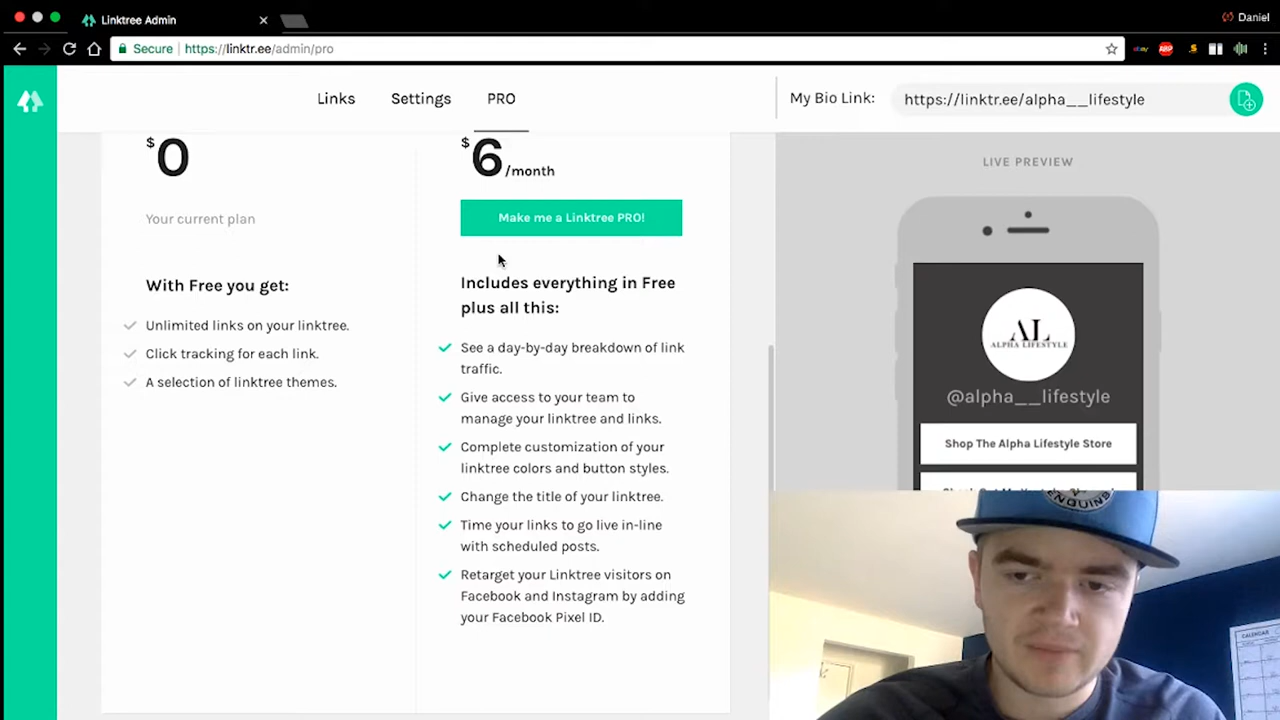 Linktree Admin
Daniel
Secure https://linktr.ee/admin/pro
Links Settings PRO
My Bio Link: https://linktr.ee/alpha__lifestyle
$0
Your current plan
With Free you get:
Unlimited links on your linktree.
Click tracking for each link.
A selection of linktree themes.
$6 /month
Make me a Linktree PRO!
Includes everything in Free
plus all this:
See a day-by-day breakdown of link
traffic.
Give access to your team to
manage your linktree and links.
Complete customization of your
linktree colors and button styles.
Change the title of your linktree.
Time your links to go live in-line
with scheduled posts.
Retarget your Linktree visitors on
Facebook and Instagram by adding
your Facebook Pixel ID.
LIVE PREVIEW
AL
ALPHA LIFESTYLE
@alpha__lifestyle
Shop The Alpha Lifestyle Store
CALENDAR